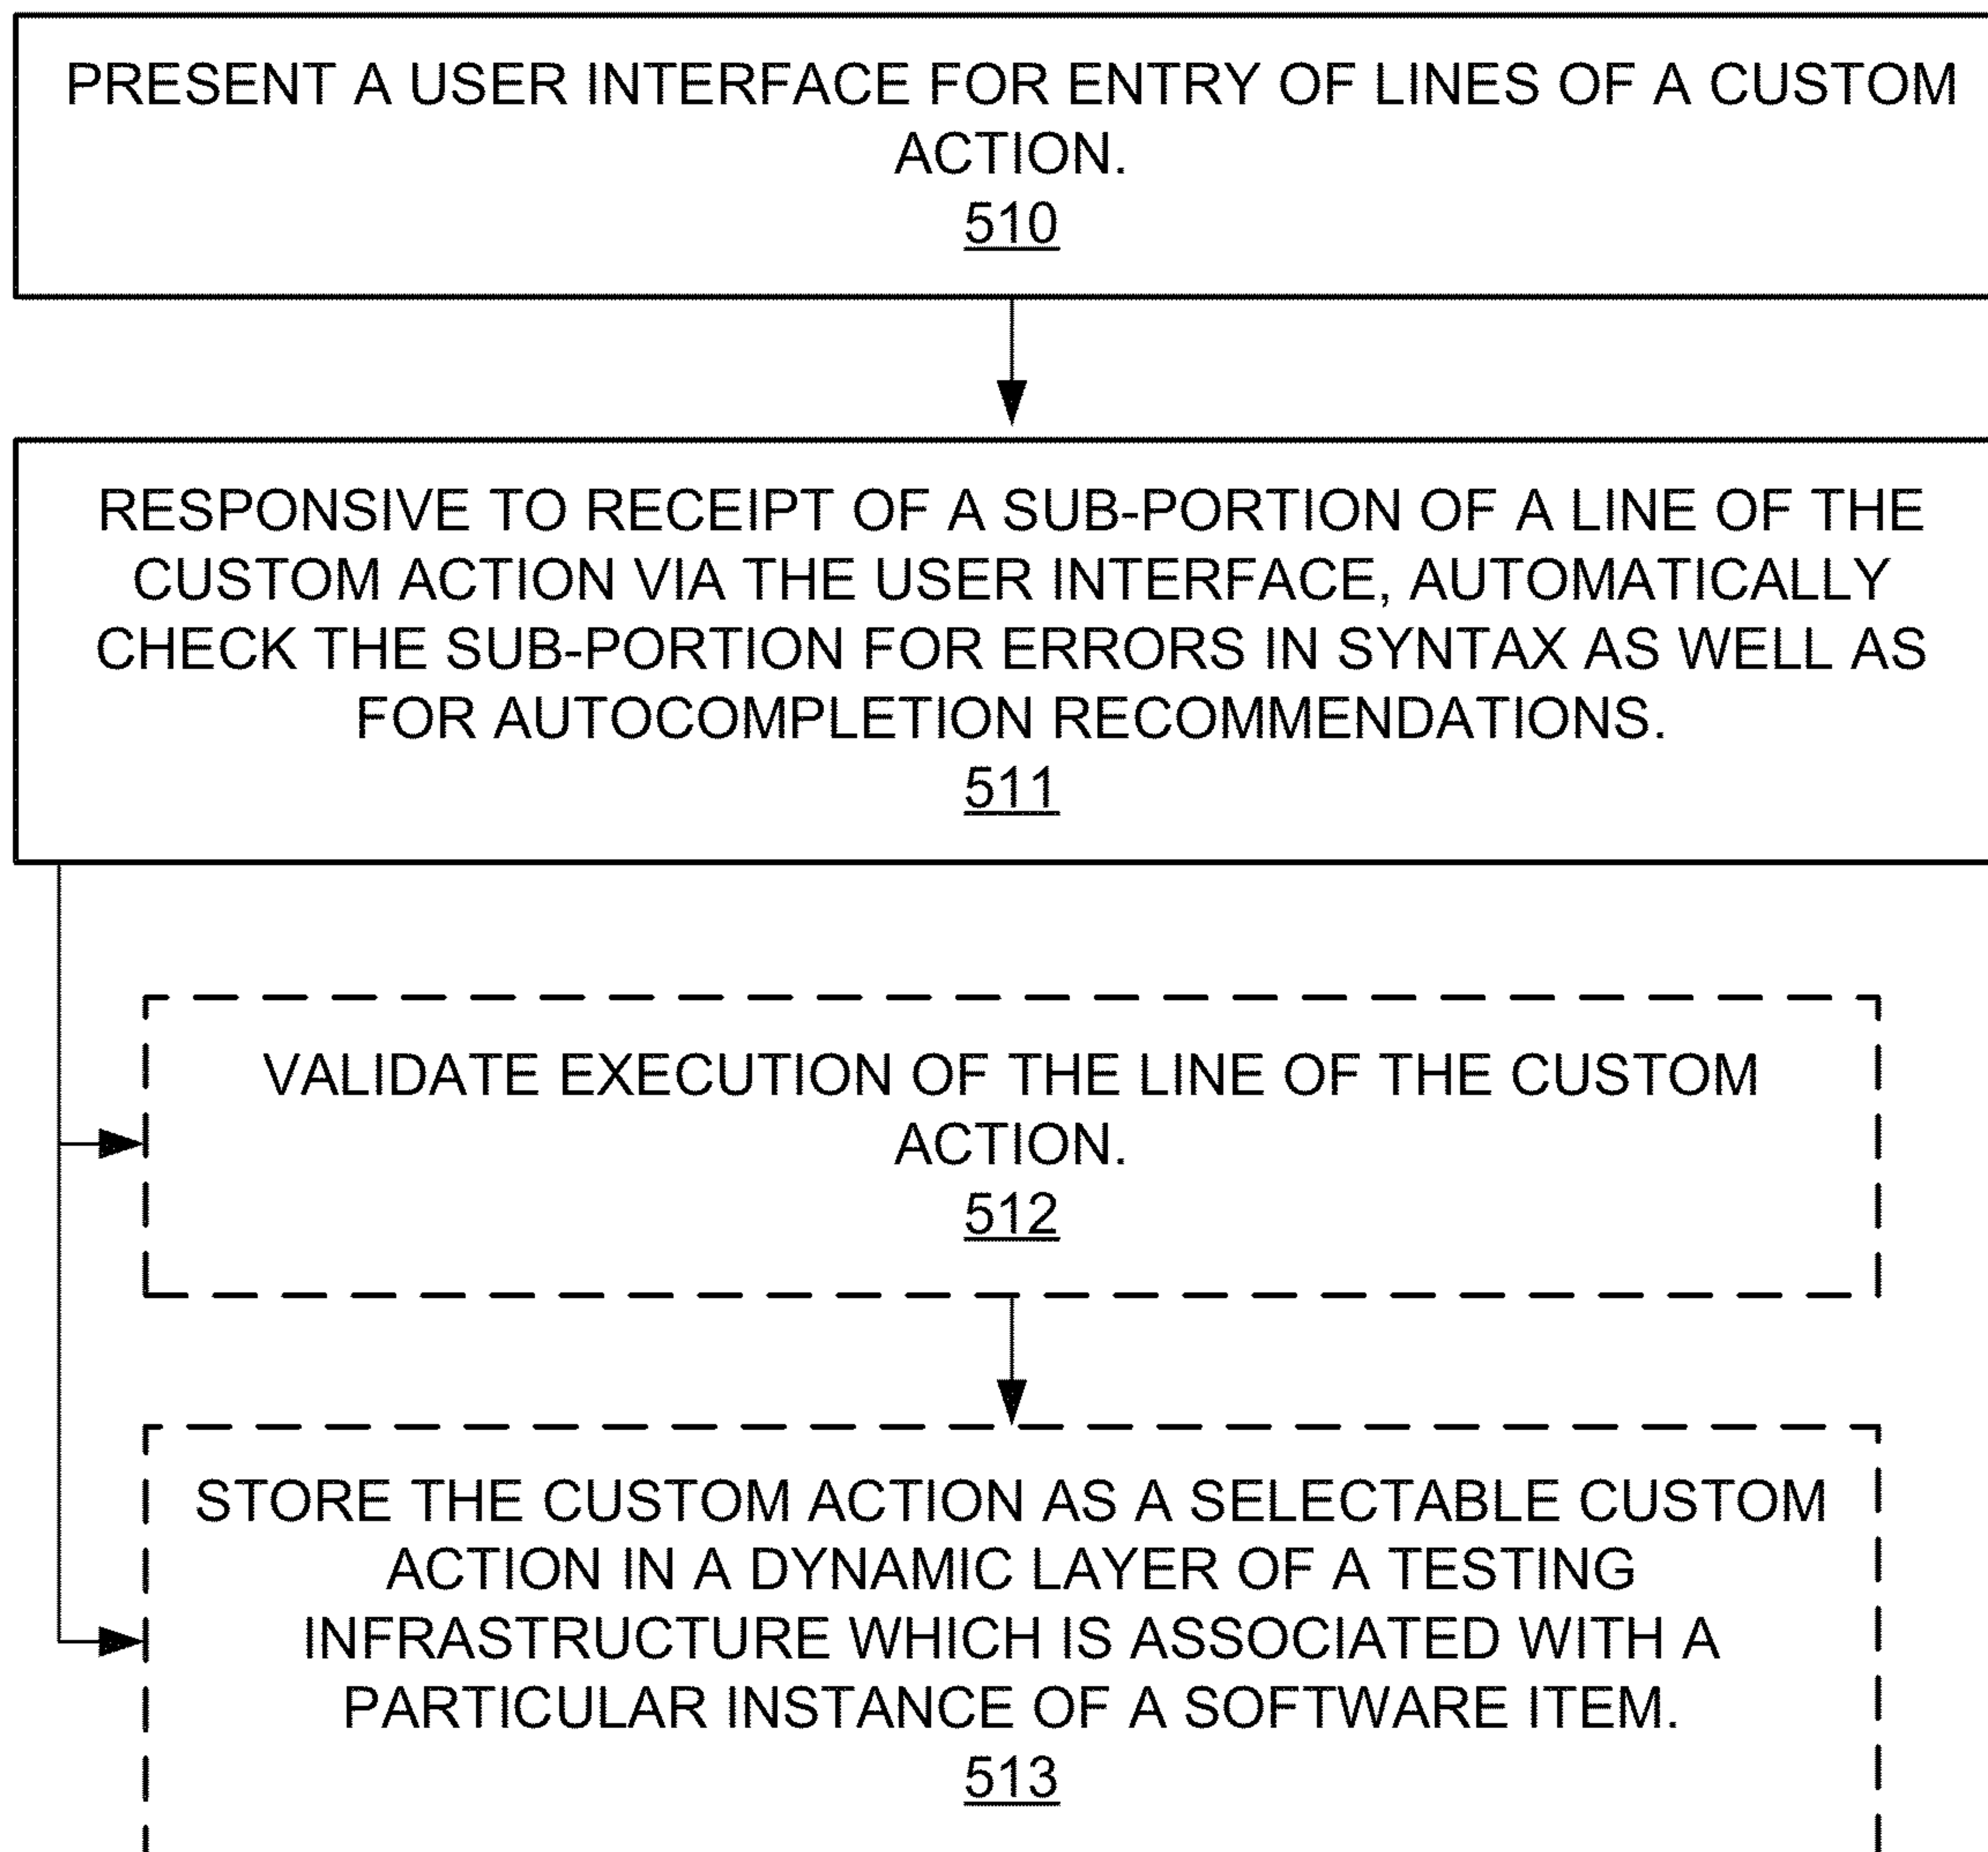 PRESENT A USER INTERFACE FOR ENTRY OF LINES OF A CUSTOM
ACTION.
510
RESPONSIVE TO RECEIPT OF A SUB-PORTION OF A LINE OF THE
CUSTOM ACTION VIA THE USER INTERFACE, AUTOMATICALLY
CHECK THE SUB-PORTION FOR ERRORS IN SYNTAX AS WELL AS
FOR AUTOCOMPLETION RECOMMENDATIONS.
511
VALIDATE EXECUTION OF THE LINE OF THE CUSTOM
ACTION.
512
STORE THE CUSTOM ACTION AS A SELECTABLE CUSTOM
ACTION IN A DYNAMIC LAYER OF A TESTING
INFRASTRUCTURE WHICH IS ASSOCIATED WITH A
PARTICULAR INSTANCE OF A SOFTWARE ITEM.
513